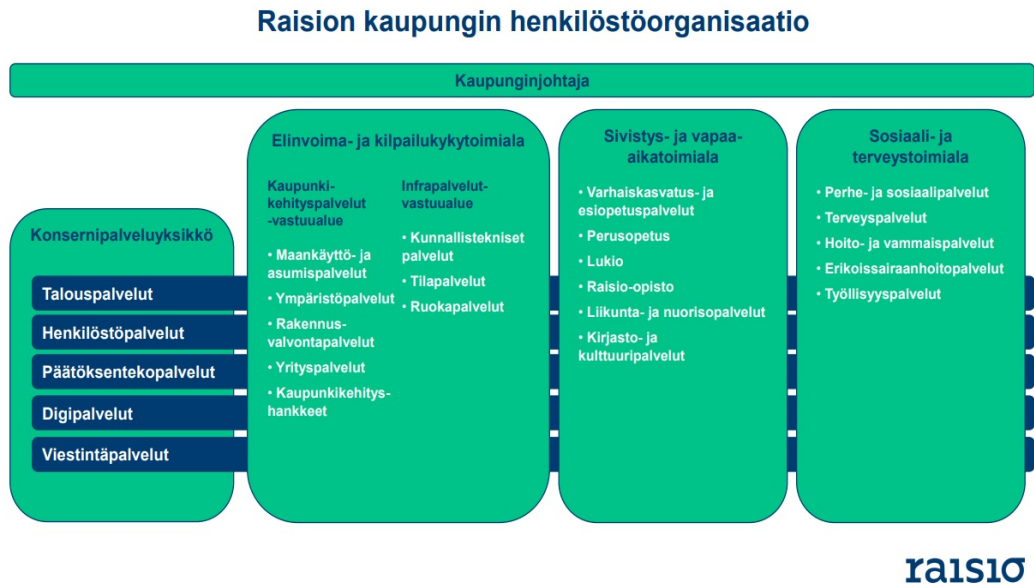 Raision kaupungin henkilöstöorganisaatio
Kaupunginjohtaja
Konsernipalveluyksikkö
Talouspalvelut
Henkilöstöpalvelut
Päätöksentekopalvelut
Digipalvelut
Viestintäpalvelut
Elinvoima- ja kilpailukykytoimiala
Kaupunki-
kehityspalvelut
-vastuualue
• Maankäyttö- ja
asumispalvelut
• Ympäristöpalvelut
• Rakennus-
valvontapalvelut
• Yrityspalvelut
• Kaupunkikehitys-
hankkeet
Infrapalvelut-
vastuualue
• Kunnallistekniset
palvelut
• Tilapalvelut
• Ruokapalvelut
Sivistys- ja vapaa-
aikatoimiala
• Varhaiskasvatus- ja
esiopetuspalvelut
• Perusopetus
• Lukio
• Raisio-opisto
• Liikunta- ja nuorisopalvelut
• Kirjasto- ja
kulttuuripalvelut
Sosiaali- ja
terveystoimiala
• Perhe- ja sosiaalipalvelut
• Terveyspalvelut
• Hoito- ja vammaispalvelut
• Erikoissairaanhoitopalvelut
• Työllisyyspalvelut
raisio